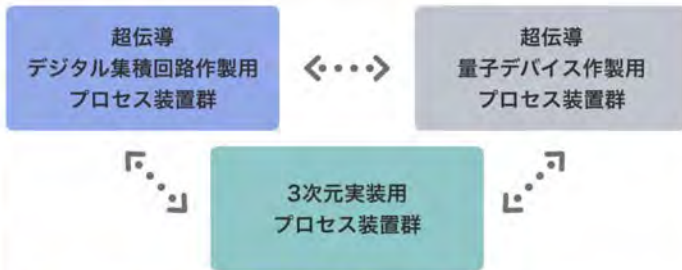 超伝導
デジタル集積回路作製用
プロセス装置群
超伝導
量子デバイス作製用
プロセス装置群
3次元実装用
プロセス装置群